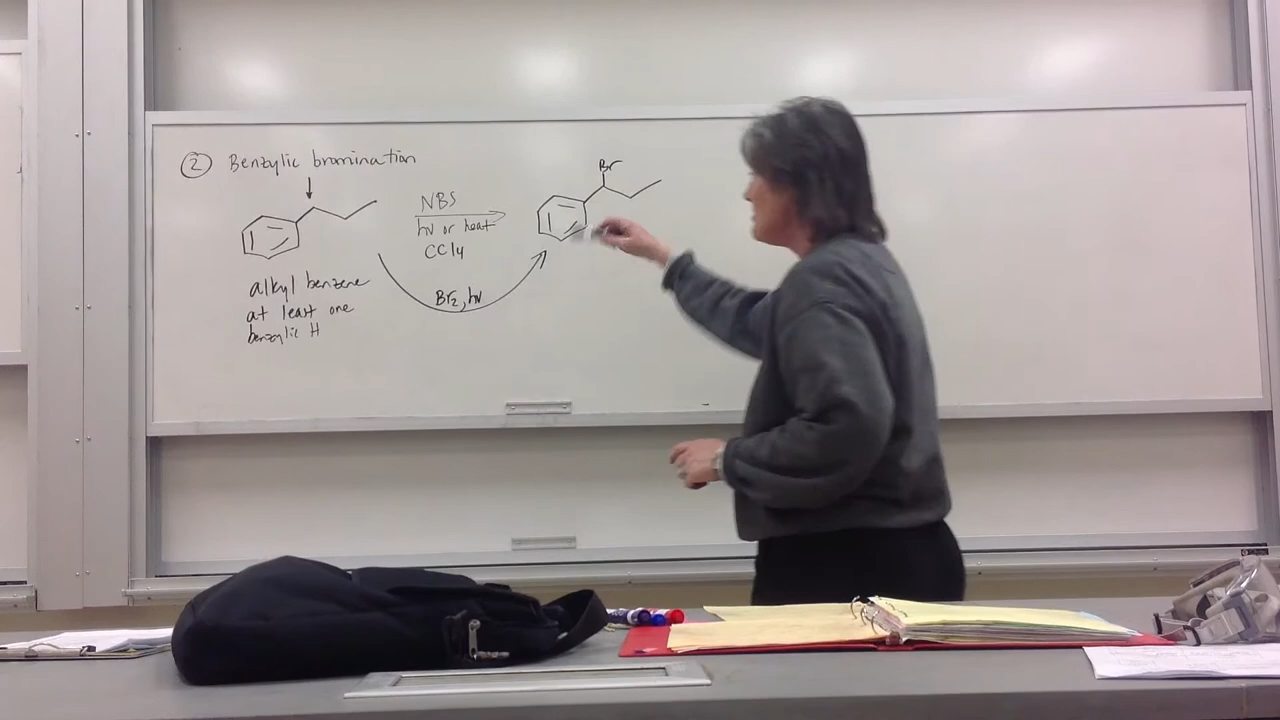 ② Benzylic bromination
Br
NBS
hν or heat
CCl4
Br2, hν
alkyl benzene
at least one
benzylic H